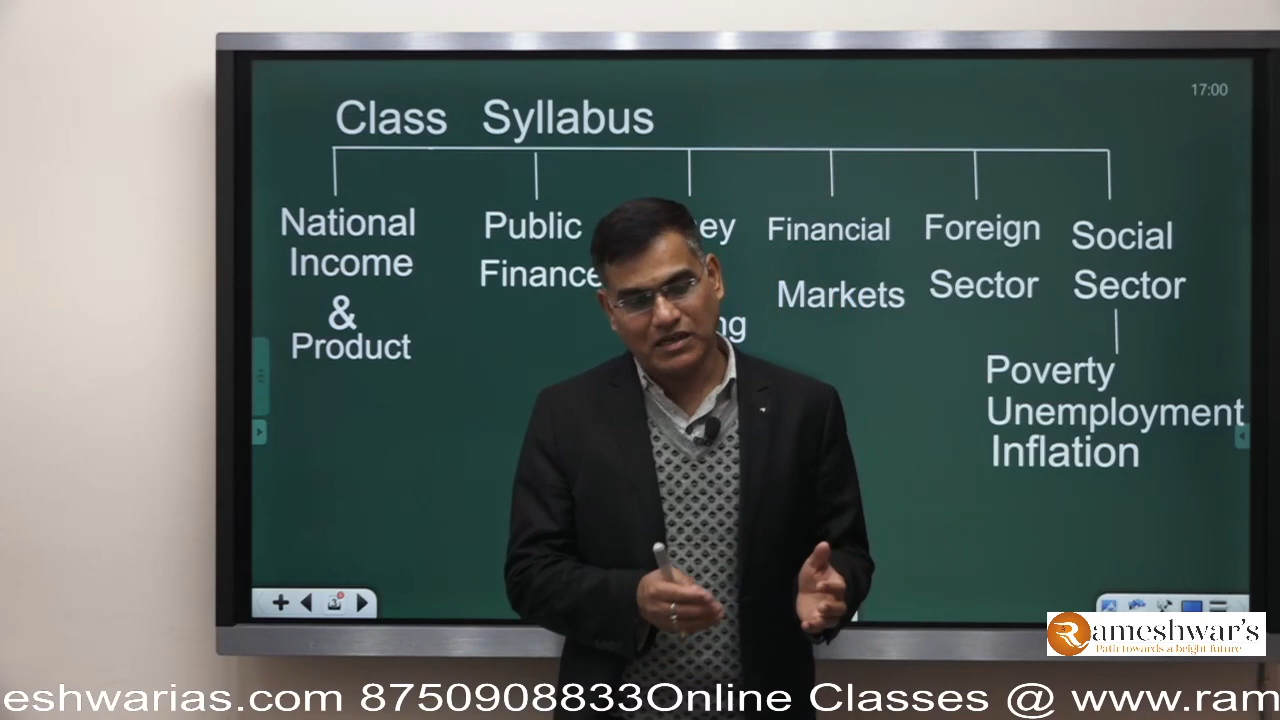 17:00
Class Syllabus
National
Income
&
Product
Public
Finance
ey
ng
Financial
Markets
Foreign
Sector
Social
Sector
Poverty
Unemployment
Inflation
Rameshwar's
Path towards a bright future
eshwarias.com 8750908833Online Classes @ www.ram